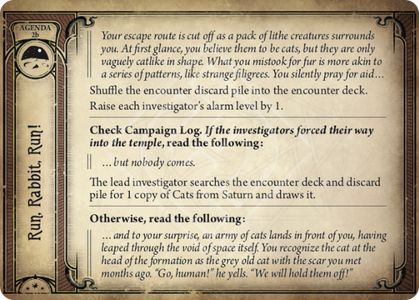 AGENDA
2b
Run, Rabbit, Run!
Your escape route is cut off as a pack of lithe creatures surrounds
you. At first glance, you believe them to be cats, but they are only
vaguely catlike in shape. What you mistook for fur is more akin to
a series of patterns, like strange filigrees. You silently pray for aid…
Shuffle the encounter discard pile into the encounter deck.
Raise each investigator's alarm level by 1.
Check Campaign Log. If the investigators forced their way
into the temple, read the following:
…but nobody comes.
The lead investigator searches the encounter deck and discard
pile for 1 copy of Cats from Saturn and draws it.
Otherwise, read the following:
…and to your surprise, an army of cats lands in front of you, having
leaped through the void of space itself. You recognize the cat at the
head of the formation as the grey old cat with the scar you met
months ago. “Go, human!” he yells. “We will hold them off!”